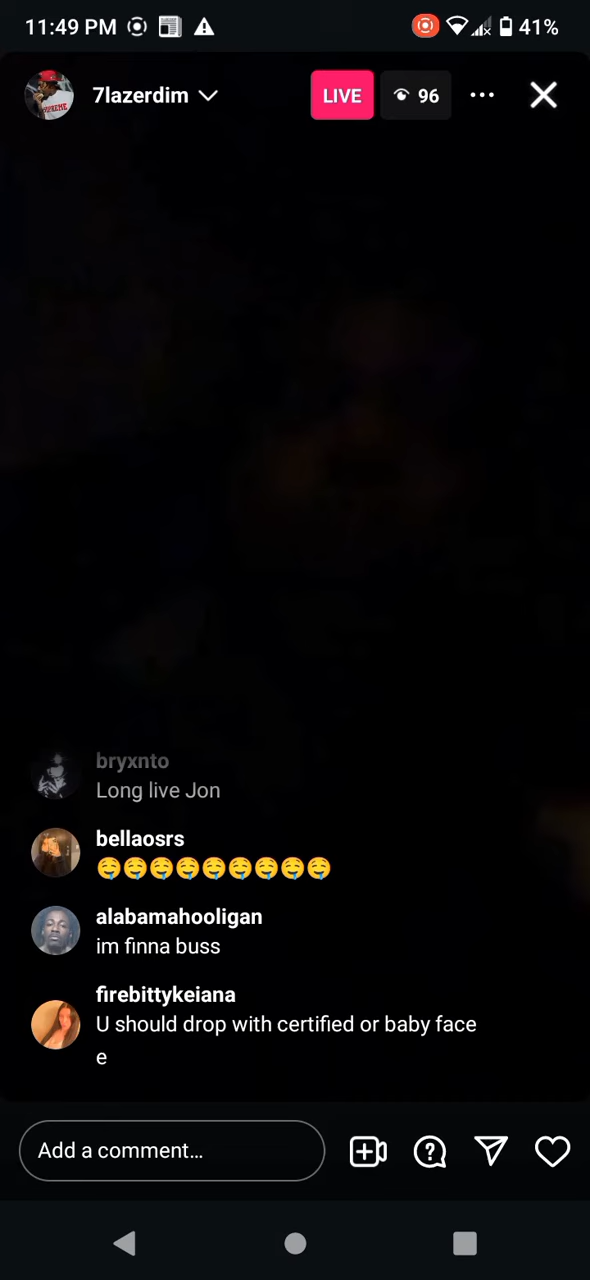 11:49 PM 41%
7lazerdim LIVE 96
bryxnto
Long live Jon
bellaosrs
🤤🤤🤤🤤🤤🤤🤤🤤🤤
alabamahooligan
im finna buss
firebittykeiana
U should drop with certified or baby face
e
Add a comment...